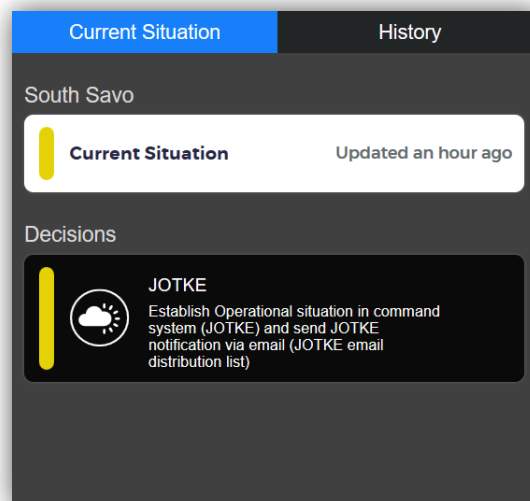 Current Situation
History
South Savo
Current Situation
Updated an hour ago
Decisions
JOTKE
Establish Operational situation in command
system (JOTKE) and send JOTKE
notification via email (JOTKE email
distribution list)